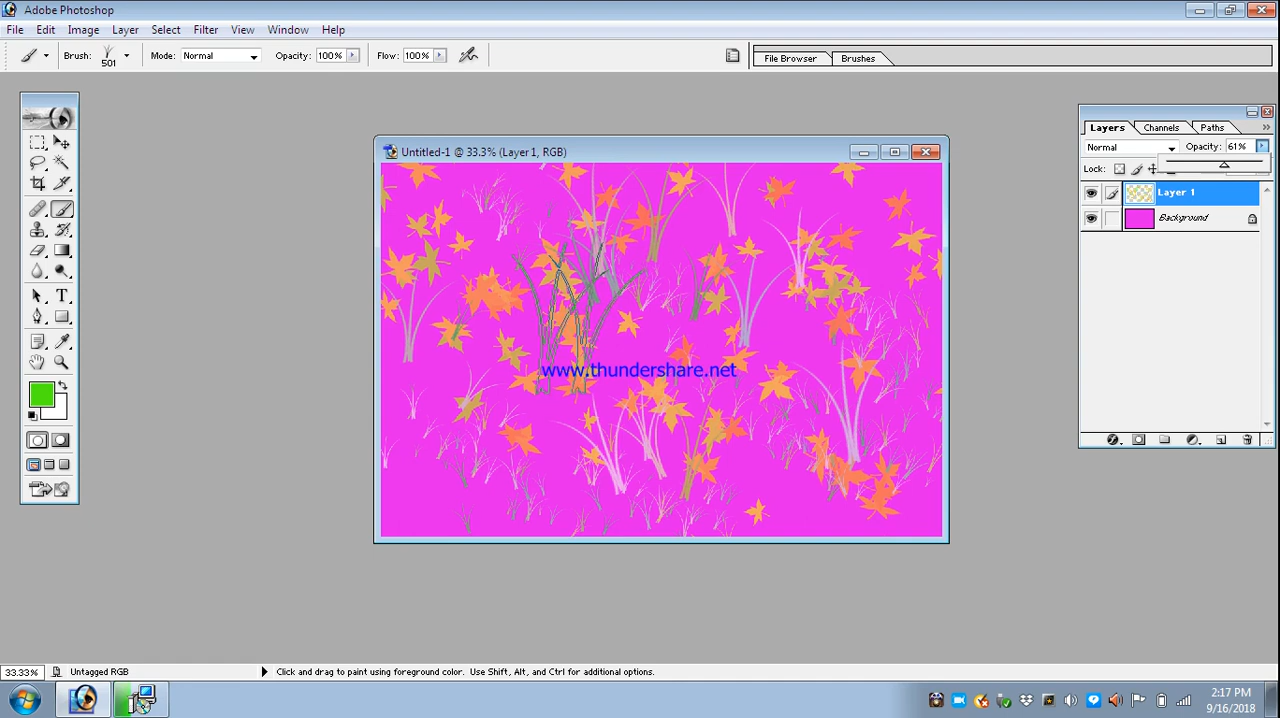 Adobe Photoshop
File Edit Image Layer Select Filter View Window Help
Brush: 501 Mode: Normal Opacity: 100% Flow: 100% File Browser Brushes
Untitled-1 @ 33.3% (Layer 1, RGB)
Layers Channels Paths
Normal Opacity: 61%
Lock:
Layer 1
Background
T
www.thundershare.net
33.33% Untagged RGB Click and drag to paint using foreground color. Use Shift, Alt, and Ctrl for additional options.
2:17 PM
9/16/2018